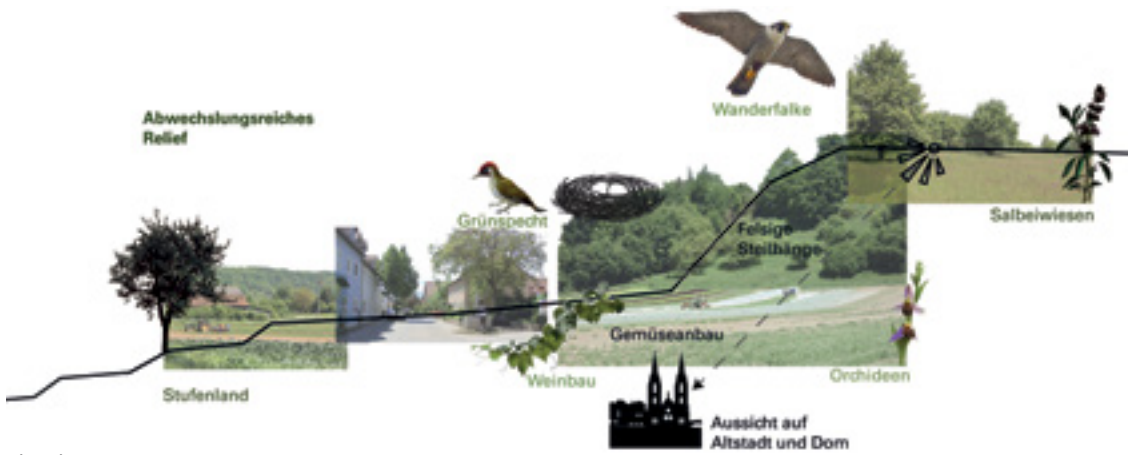 Wanderfalke
Abwechslungsreiches
Relief
Grünspecht
Salbeiwiesen
Felsige
Steilhänge
Gemüseanbau
Weinbau
Orchideen
Stufenland
Aussicht auf
Altstadt und Dom